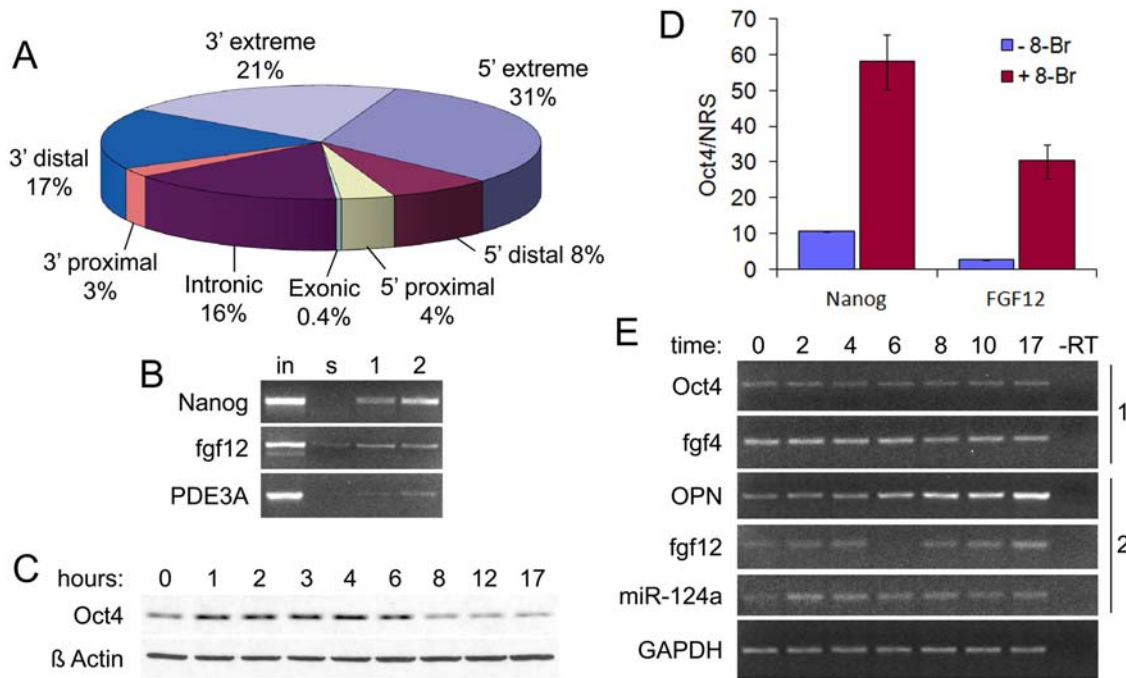 A
3’ extreme
21%
5’ extreme
31%
3’ distal
17%
3’ proximal
3%
Intronic
16%
Exonic
0.4%
5’ proximal
4%
5’ distal 8%
B
in s 1 2
Nanog
fgf12
PDE3A
C
hours: 0 1 2 3 4 6 8 12 17
Oct4
ß Actin
D
Oct4/NRS
70
60
50
40
30
20
10
0
- 8-Br
+ 8-Br
Nanog FGF12
E
time: 0 2 4 6 8 10 17 -RT
Oct4
fgf4
1
OPN
fgf12
miR-124a
2
GAPDH